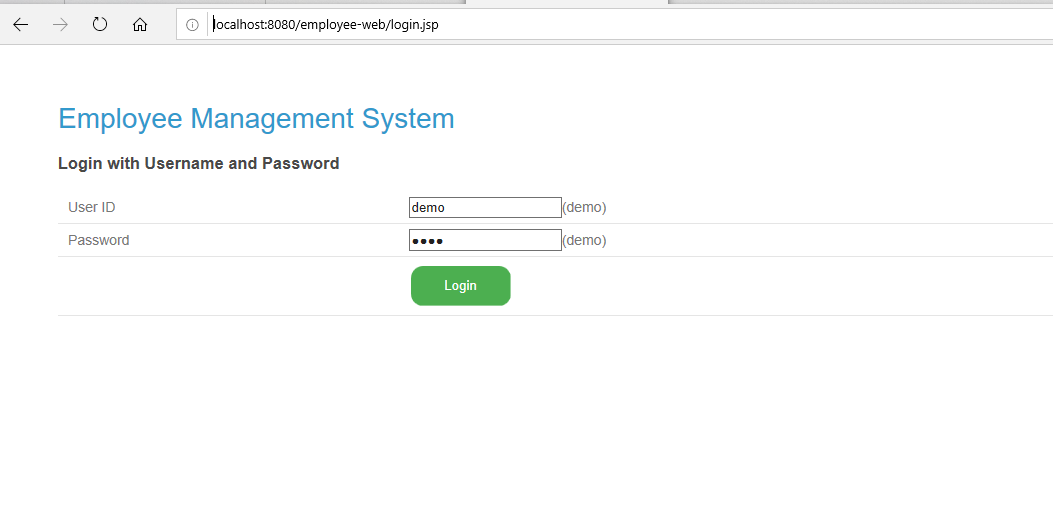 localhost:8080/employee-web/login.jsp
Employee Management System
Login with Username and Password
User ID demo (demo)
Password •••• (demo)
Login